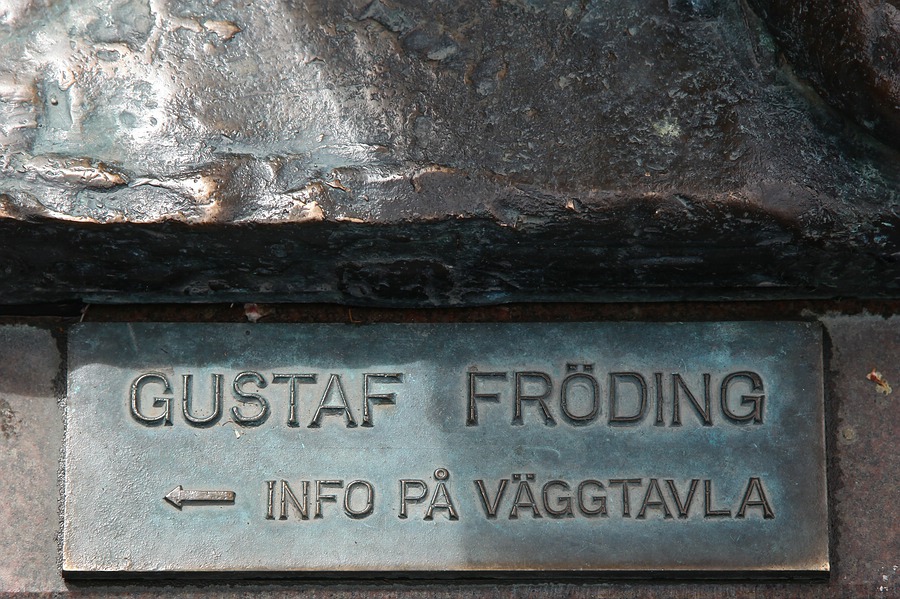 GUSTAF FRÖDING
← INFO PÅ VÄGGTAVLA